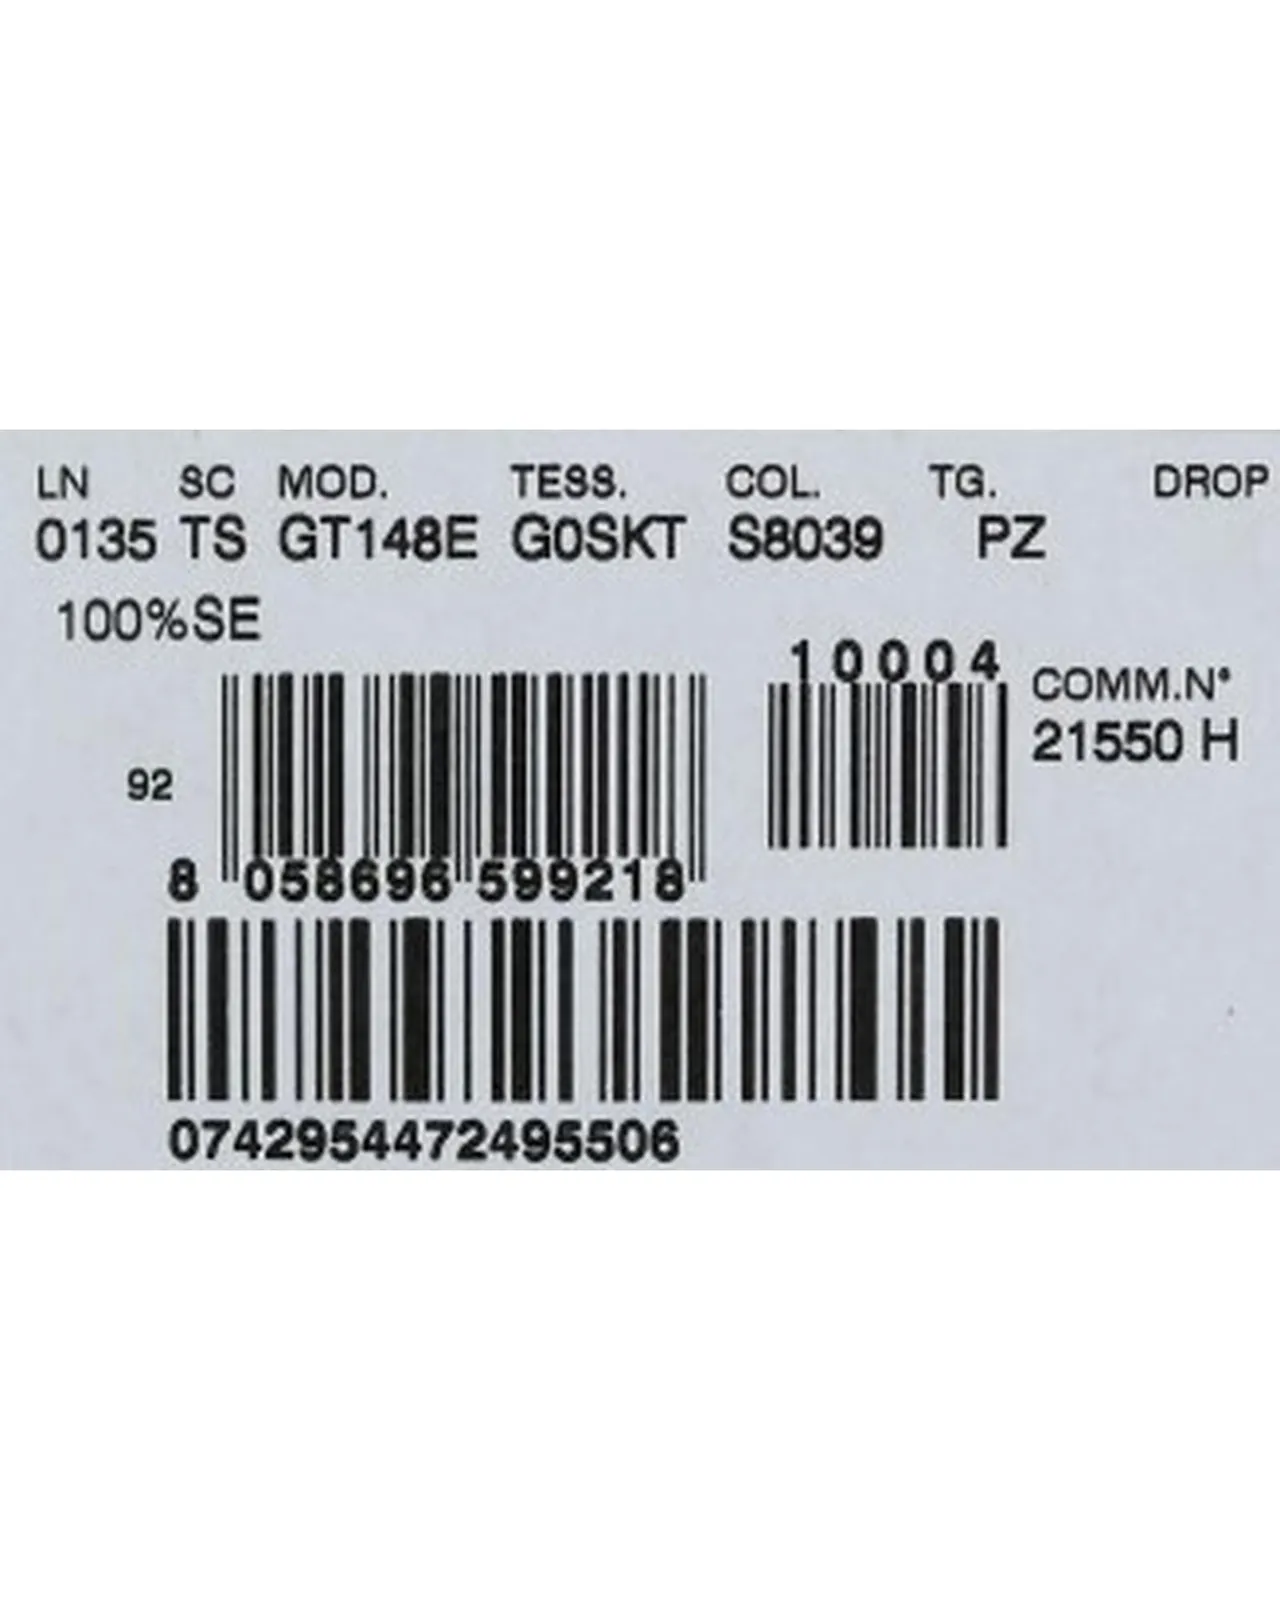 LN SC MOD. TESS. COL. TG. DROP
0135 TS GT148E G0SKT S8039 PZ
100%SE
10004
COMM.N°
21550 H
92
8 058696 599218
0742954472495506